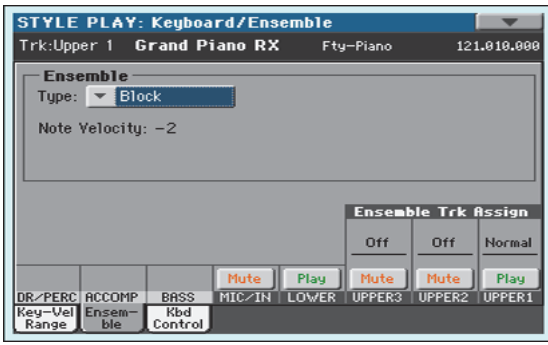 STYLE PLAY: Keyboard/Ensemble
Trk:Upper 1 Grand Piano RX Fty-Piano 121.010.000
Ensemble
Type: Block
Note Velocity: -2
Ensemble Trk Assign
Off Off Normal
Mute Play Mute Mute Play
DR/PERC ACCOMP BASS MIC/IN LOWER UPPER3 UPPER2 UPPER1
Key-Vel Ensem- Kbd
Range ble Control